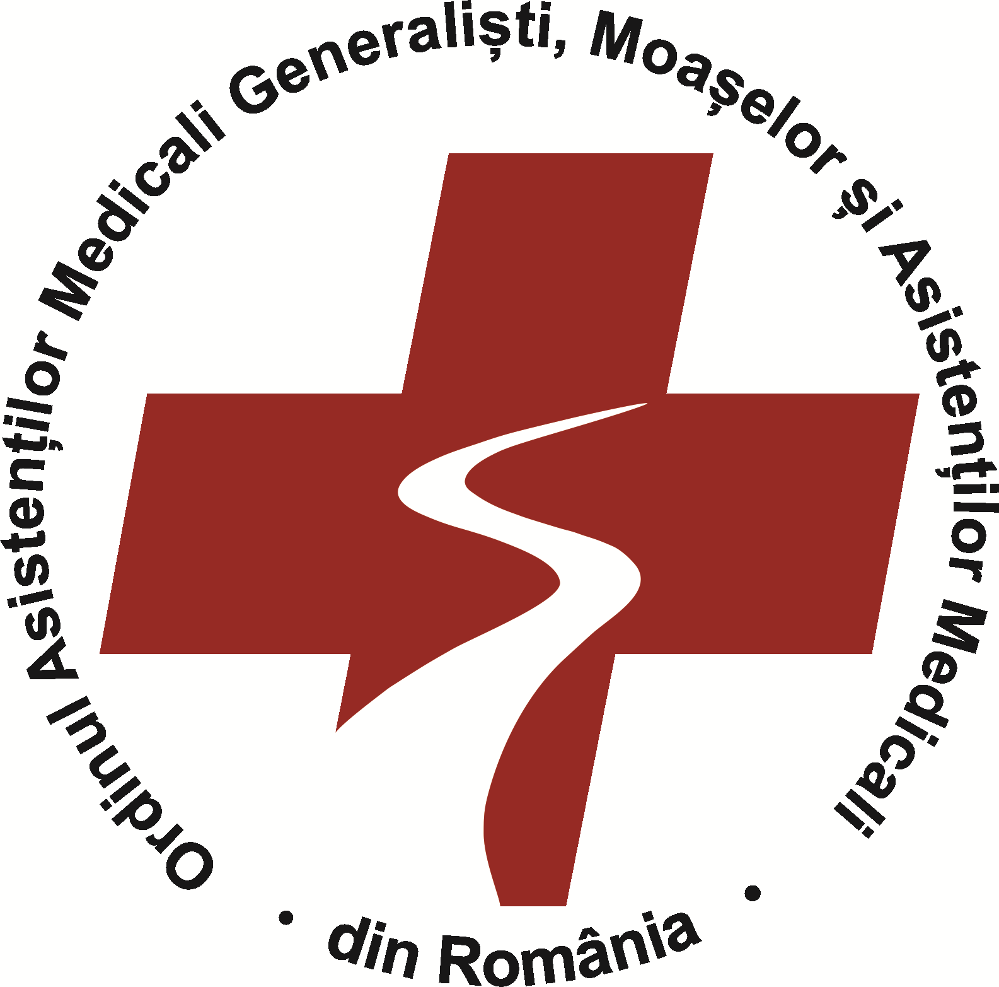 Ordinul Asistenților Medicali Generaliști, Moașelor și Asistenților Medicali
• din România •